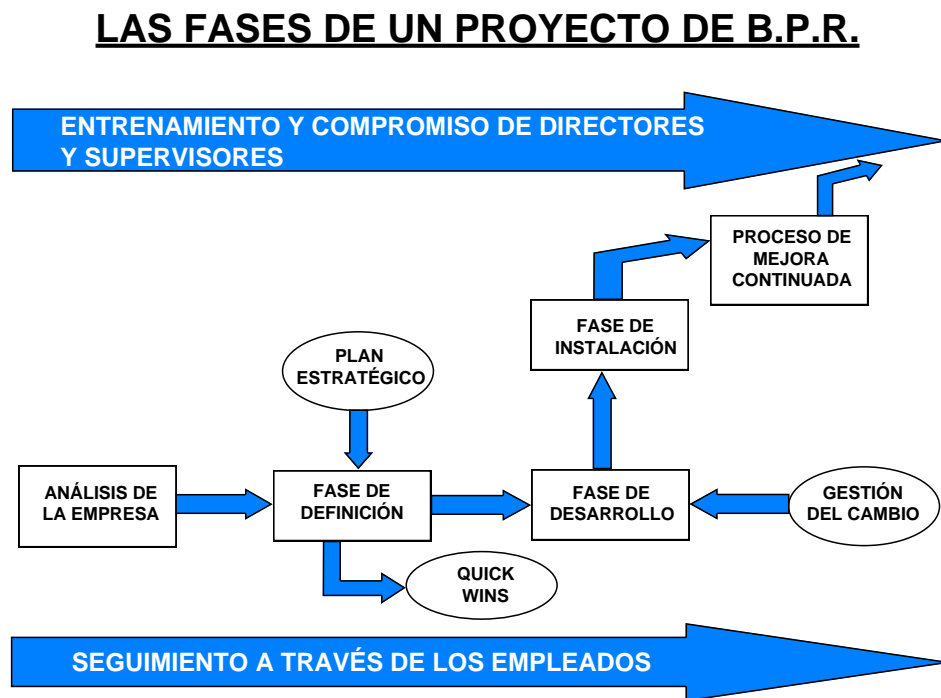 LAS FASES DE UN PROYECTO DE B.P.R.
ENTRENAMIENTO Y COMPROMISO DE DIRECTORES
Y SUPERVISORES
PROCESO DE
MEJORA
CONTINUADA
FASE DE
INSTALACIÓN
PLAN
ESTRATÉGICO
ANÁLISIS DE
LA EMPRESA
FASE DE
DEFINICIÓN
FASE DE
DESARROLLO
GESTIÓN
DEL CAMBIO
QUICK
WINS
SEGUIMIENTO A TRAVÉS DE LOS EMPLEADOS